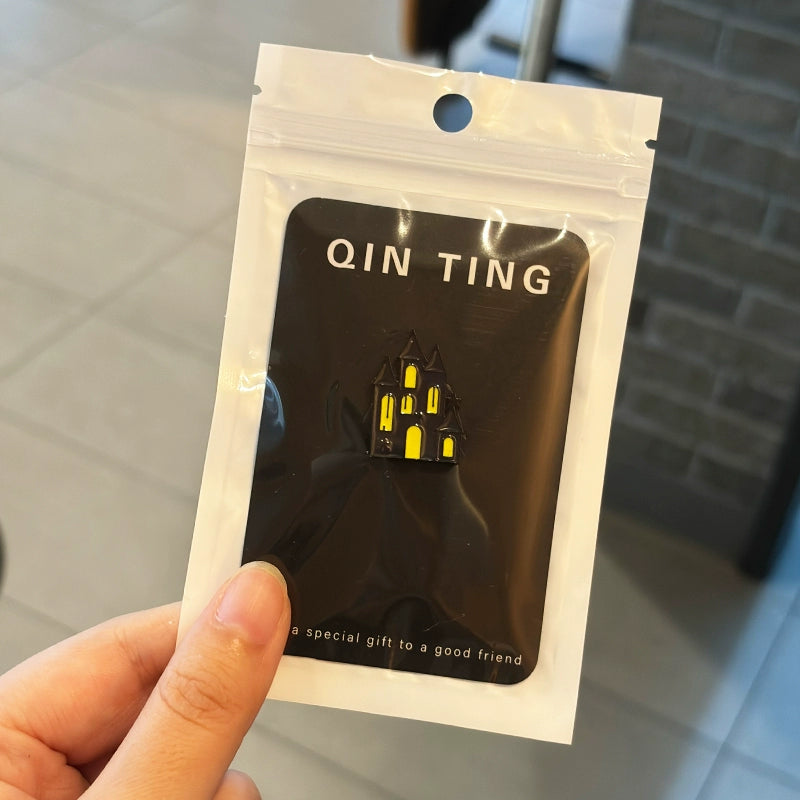 QIN TING
a special gift to a good friend